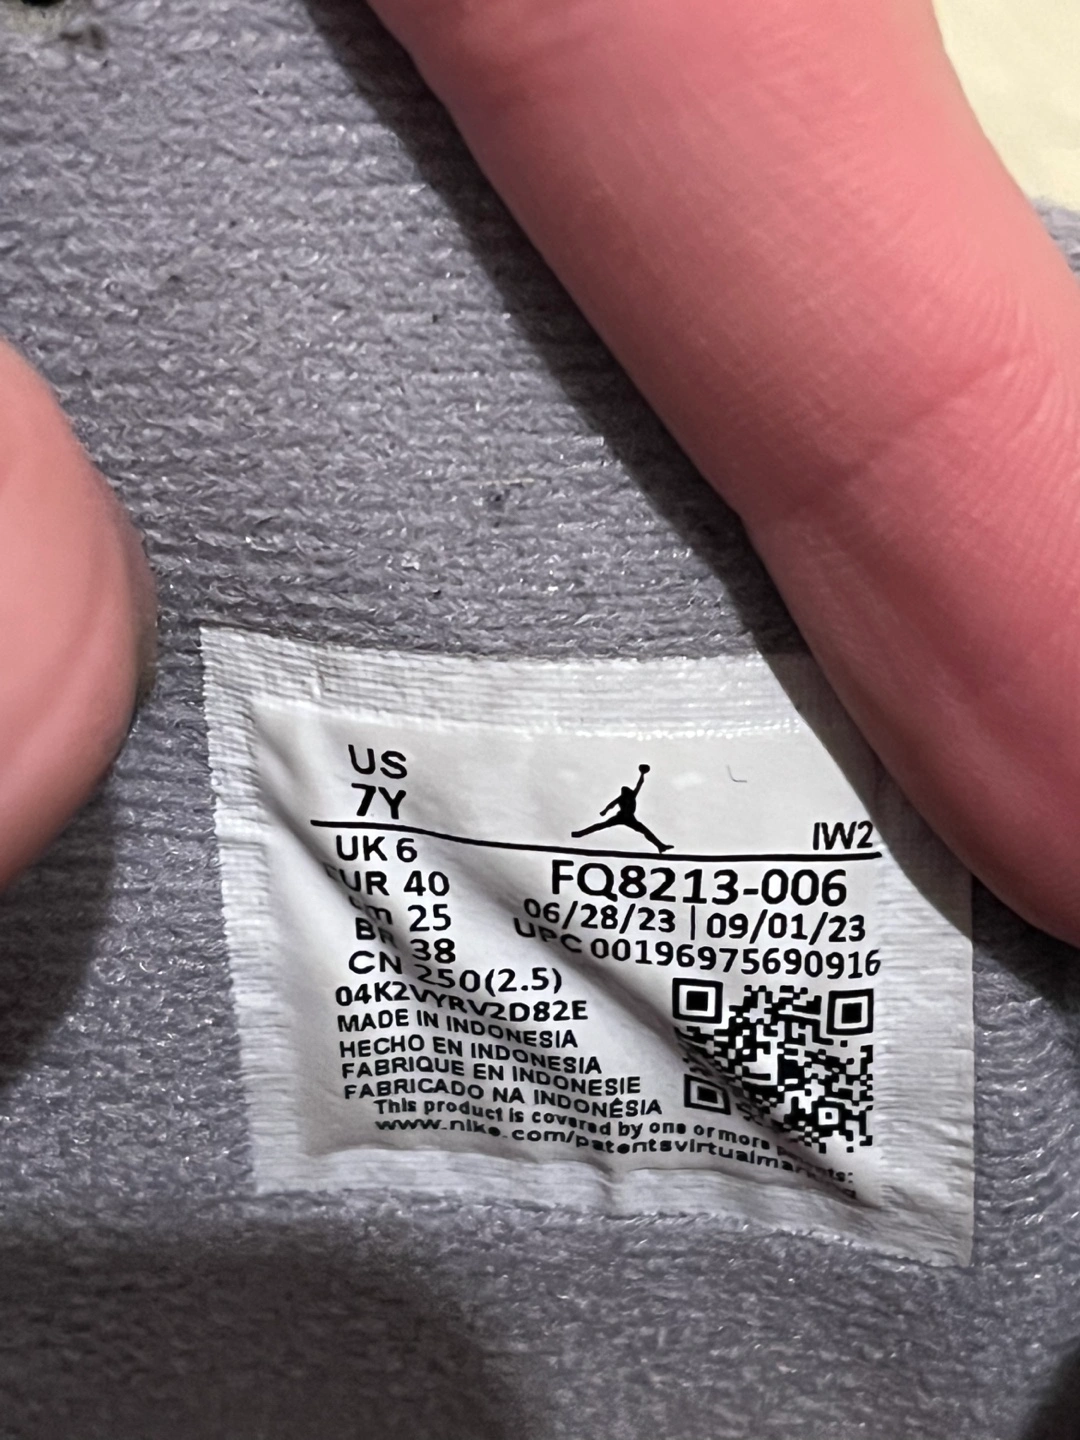 US
7Y
IW2
UK 6
EUR 40
cm 25
BR 38
CN 250(2.5)
04K2VYRV2D82E
MADE IN INDONESIA
HECHO EN INDONESIA
FABRIQUE EN INDONESIE
FABRICADO NA INDONÉSIA
This product is covered by one or more patents:
www.nike.com/patentsvirtualmarking
FQ8213-006
06/28/23 | 09/01/23
UPC 00196975690916